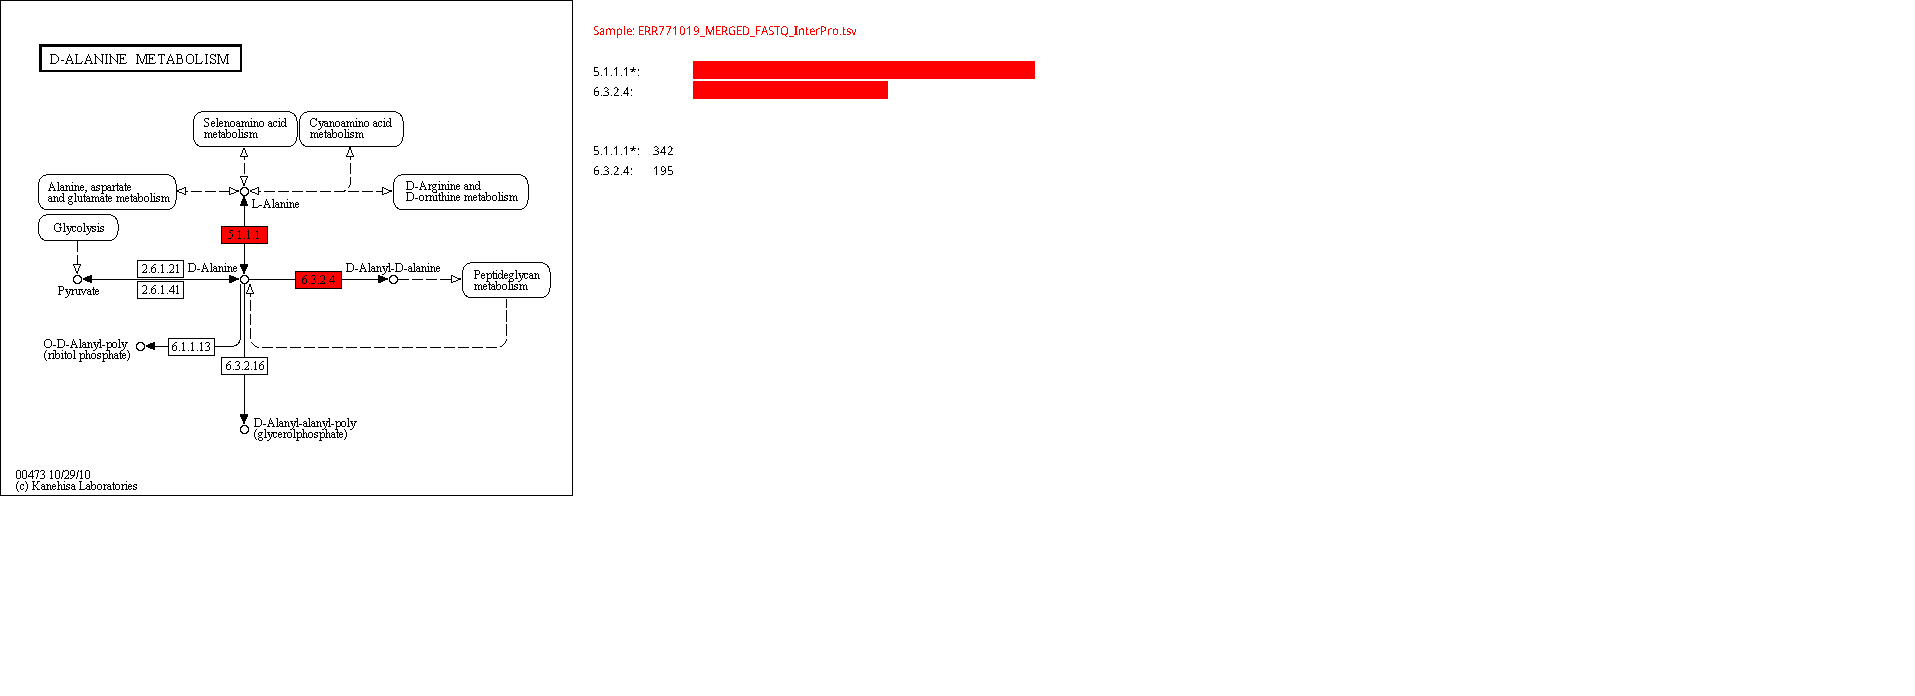 D-ALANINE METABOLISM
Selenoamino acid
metabolism
Cyanoamino acid
metabolism
Alanine, aspartate
and glutamate metabolism
D-Arginine and
D-ornithine metabolism
L-Alanine
Glycolysis
5.1.1.1
2.6.1.21
D-Alanine
D-Alanyl-D-alanine
6.3.2.4
Peptideglycan
metabolism
2.6.1.41
Pyruvate
O-D-Alanyl-poly
(ribitol phosphate)
6.1.1.13
6.3.2.16
D-Alanyl-alanyl-poly
(glycerolphosphate)
00473 10/29/10
(c) Kanehisa Laboratories
Sample: ERR771019_MERGED_FASTQ_InterPro.tsv
5.1.1.1*:
6.3.2.4:
5.1.1.1*: 342
6.3.2.4: 195